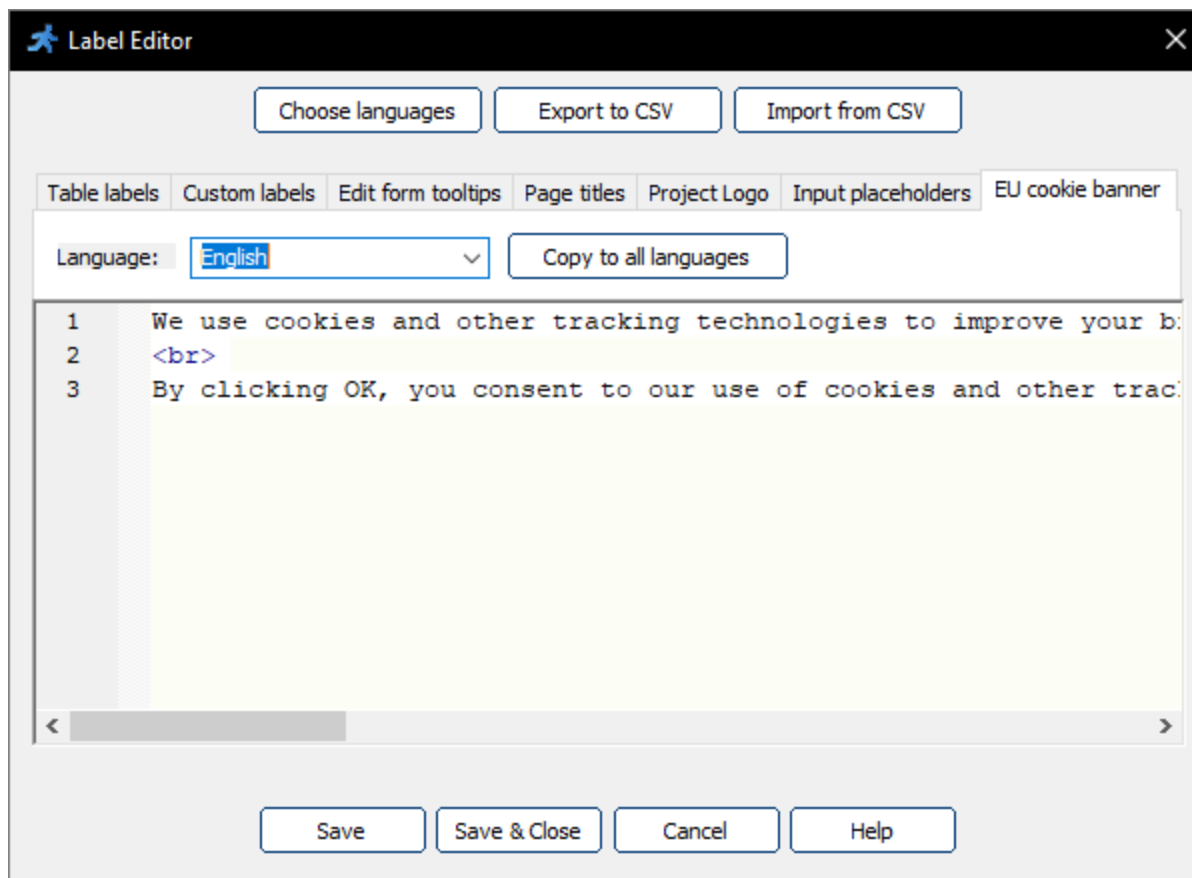 Label Editor
Choose languages Export to CSV Import from CSV
Table labels Custom labels Edit form tooltips Page titles Project Logo Input placeholders EU cookie banner
Language: English Copy to all languages
1 We use cookies and other tracking technologies to improve your
2 <br>
3 By clicking OK, you consent to our use of cookies and other
Save Save & Close Cancel Help